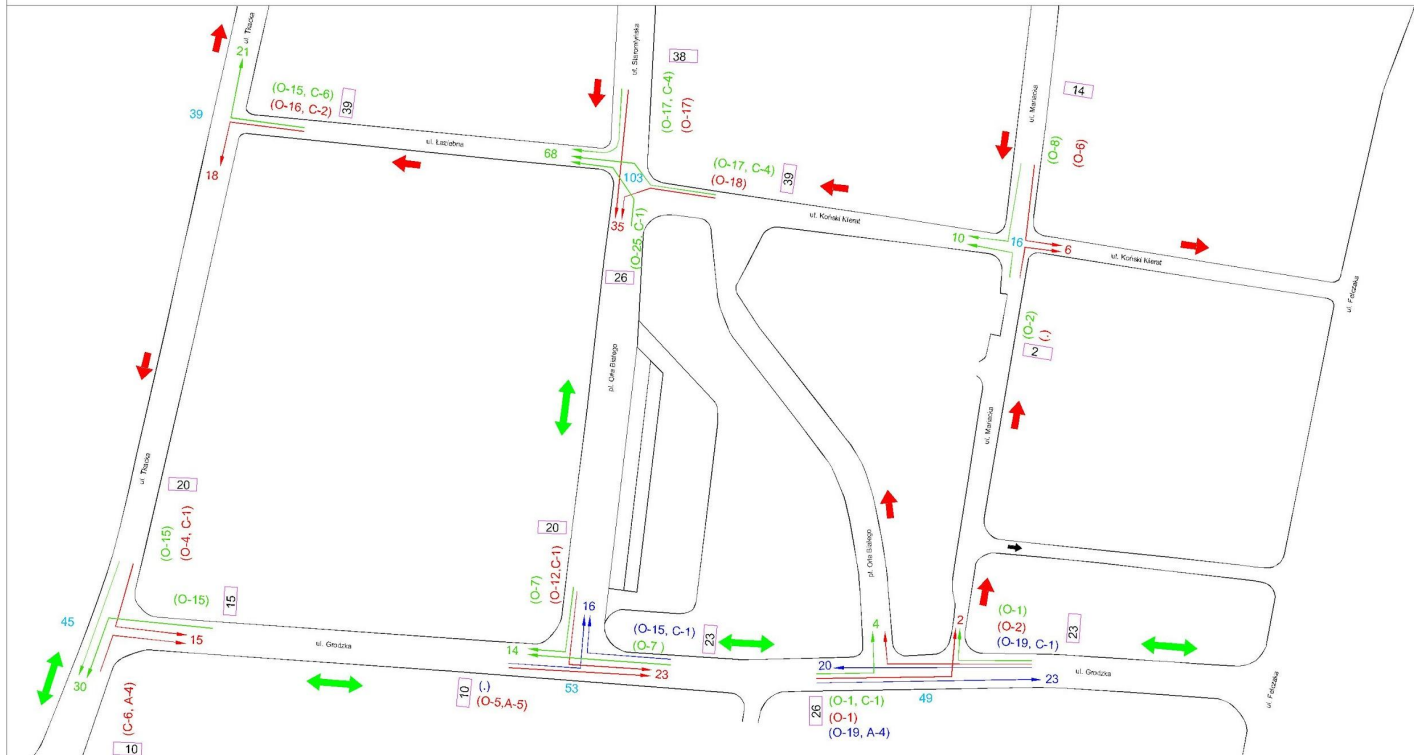 ul. Tkacka
21
39
(O-15, C-6)
(O-16, C-2)
39
18
ul. Łaziebna
ul. Staromłyńska
38
(O-17, C-4)
(O-17)
68
103
35
(O-17, C-4)
(O-18)
39
ul. Koński Kierat
(O-25, C-1)
26
ul. Mariacka
14
(O-8)
(O-6)
10
16
6
ul. Koński Kierat
ul. Felczaka
(O-2)
(.)
2
pl. Orła Białego
ul. Mariacka
ul. Tkacka
20
(O-15)
(O-4, C-1)
(O-15)
15
45
15
30
(C-6, A-4)
10
ul. Grodzka
20
(O-7)
(O-12,C-1)
14
16
(O-15, C-1)
(O-7 )
23
23
53
10
(.)
(O-5,A-5)
pl. Orła Białego
4
2
(O-1)
(O-2)
(O-19, C-1)
23
20
23
ul. Grodzka
49
26
(O-1, C-1)
(O-1)
(O-19, A-4)
ul. Felczaka